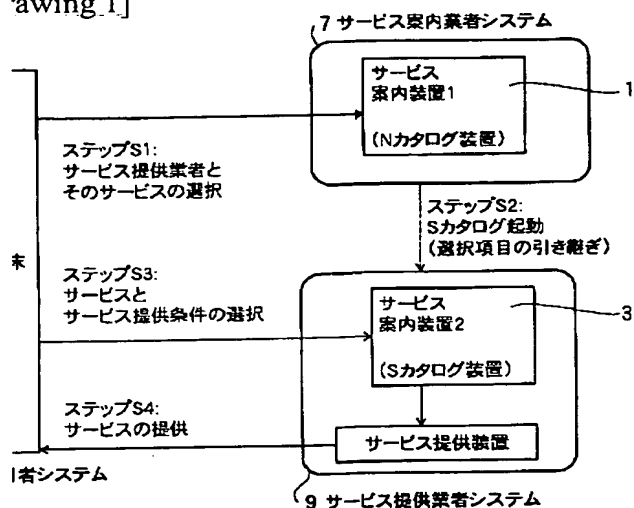 rawing 1]
7 サービス案内業者システム
サービス
案内装置1
(Nカタログ装置)
1
ステップS1:
サービス提供業者と
そのサービスの選択
ステップS2:
Sカタログ起動
(選択項目の引き継ぎ)
末
ステップS3:
サービスと
サービス提供条件の選択
サービス
案内装置2
(Sカタログ装置)
3
ステップS4:
サービスの提供
サービス提供装置
者システム
9 サービス提供業者システム